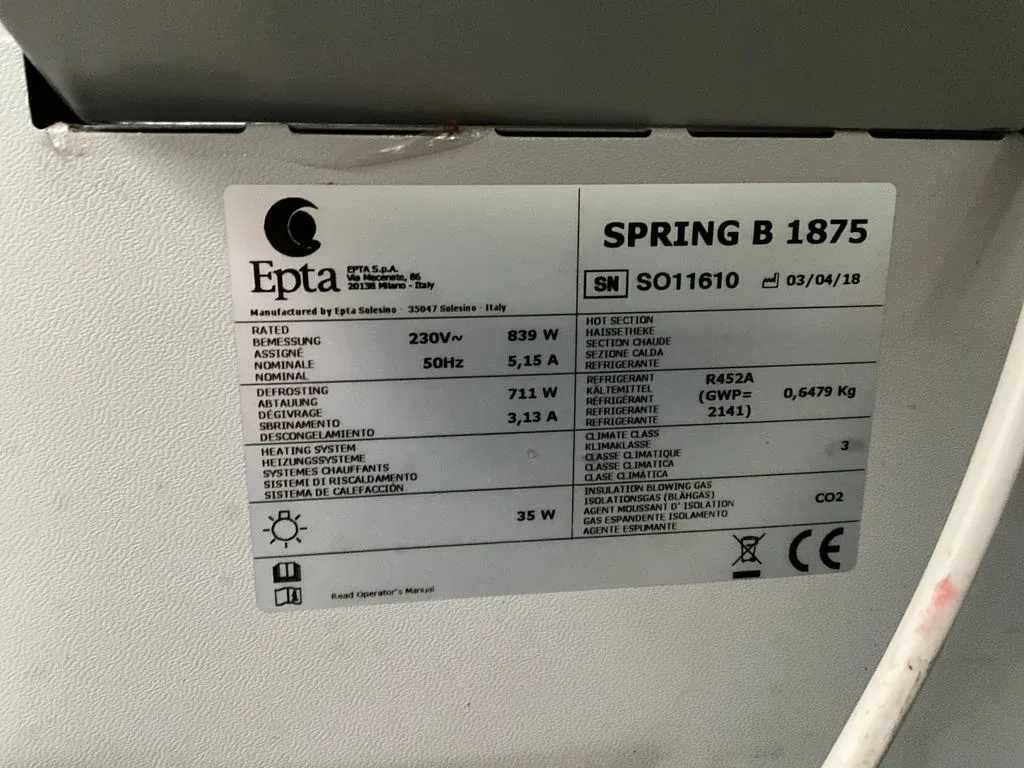 Epta
EPTA S.p.A.
Via Mecenate, 86
20138 Milano - Italy
Manufactured by Epta Solesino - 35047 Solesino - Italy
SPRING B 1875
SN SO11610 03/04/18
RATED
BEMESSUNG
ASSIGNÉ
NOMINALE
NOMINAL
230V~ 839 W
50Hz 5,15 A
DEFROSTING
ABTAUUNG
DÉGIVRAGE
SBRINAMENTO
DESCONGELAMIENTO
711 W
3,13 A
HEATING SYSTEM
HEIZUNGSSYSTEME
SYSTEMES CHAUFFANTS
SISTEMI DI RISCALDAMENTO
SISTEMA DE CALEFACCIÓN
35 W
Read Operator's Manual
HOT SECTION
HAISSETHEKE
SECTION CHAUDE
SEZIONE CALDA
REFRIGERANTE
REFRIGERANT
KÄLTEMITTEL
RÉFRIGÉRANT
REFRIGERANTE
REFRIGERANTE
R452A
(GWP=
2141)
0,6479 Kg
CLIMATE CLASS
KLIMAKLASSE
CLASSE CLIMATIQUE
CLASSE CLIMATICA
CLASE CLIMÁTICA
3
INSULATION BLOWING GAS
ISOLATIONSGAS (BLÄHGAS)
AGENT MOUSSANT D' ISOLATION
GAS ESPANDENTE ISOLAMENTO
AGENTE ESPUMANTE
CO2
CE